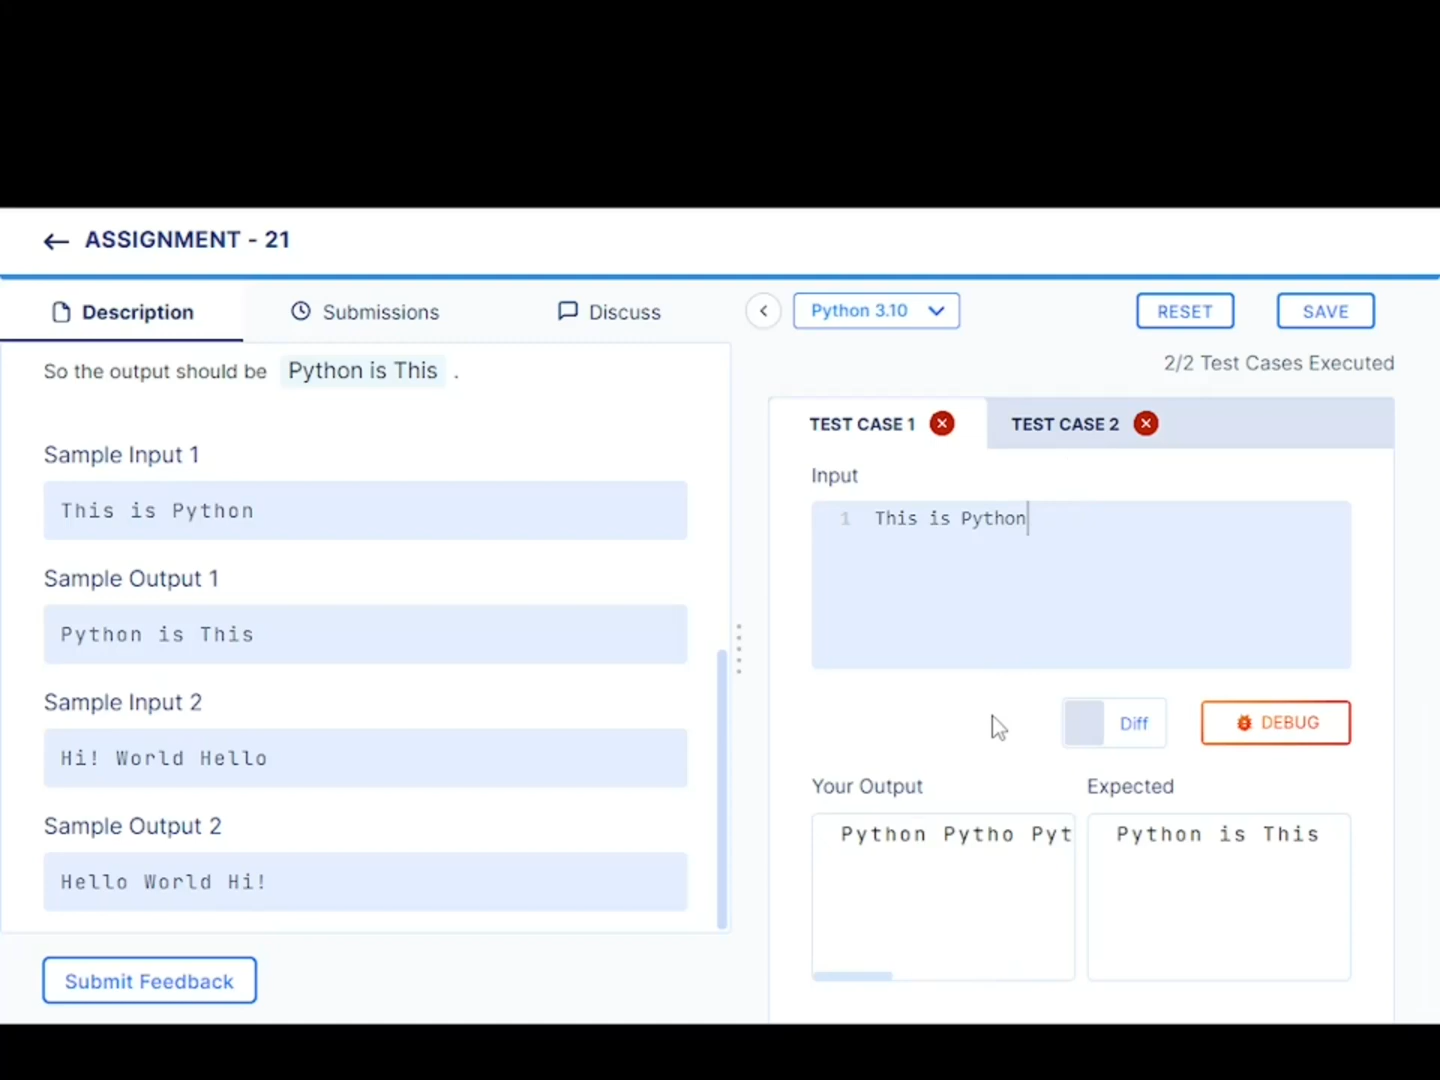 ASSIGNMENT - 21
Description
Submissions
Discuss
Python 3.10
RESET
SAVE
So the output should be Python is This .
2/2 Test Cases Executed
Sample Input 1
This is Python
Sample Output 1
Python is This
Sample Input 2
Hi! World Hello
Sample Output 2
Hello World Hi!
Submit Feedback
TEST CASE 1
TEST CASE 2
Input
1 This is Python
Diff
DEBUG
Your Output
Expected
Python Pytho Pyt
Python is This